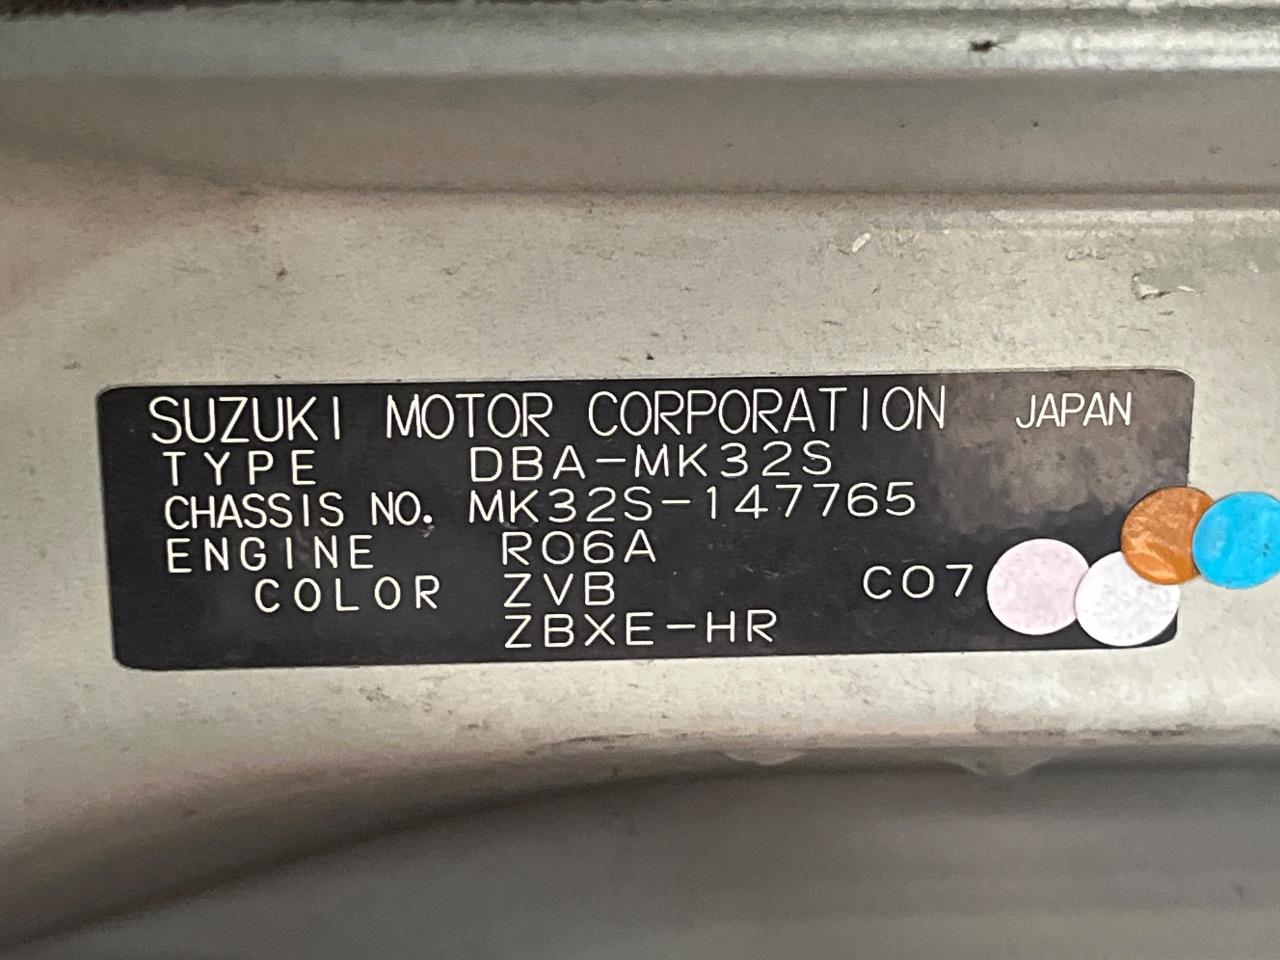 SUZUKI MOTOR CORPORATION JAPAN
TYPE DBA-MK32S
CHASSIS NO. MK32S-147765
ENGINE R06A
COLOR ZVB C07
ZBXE-HR